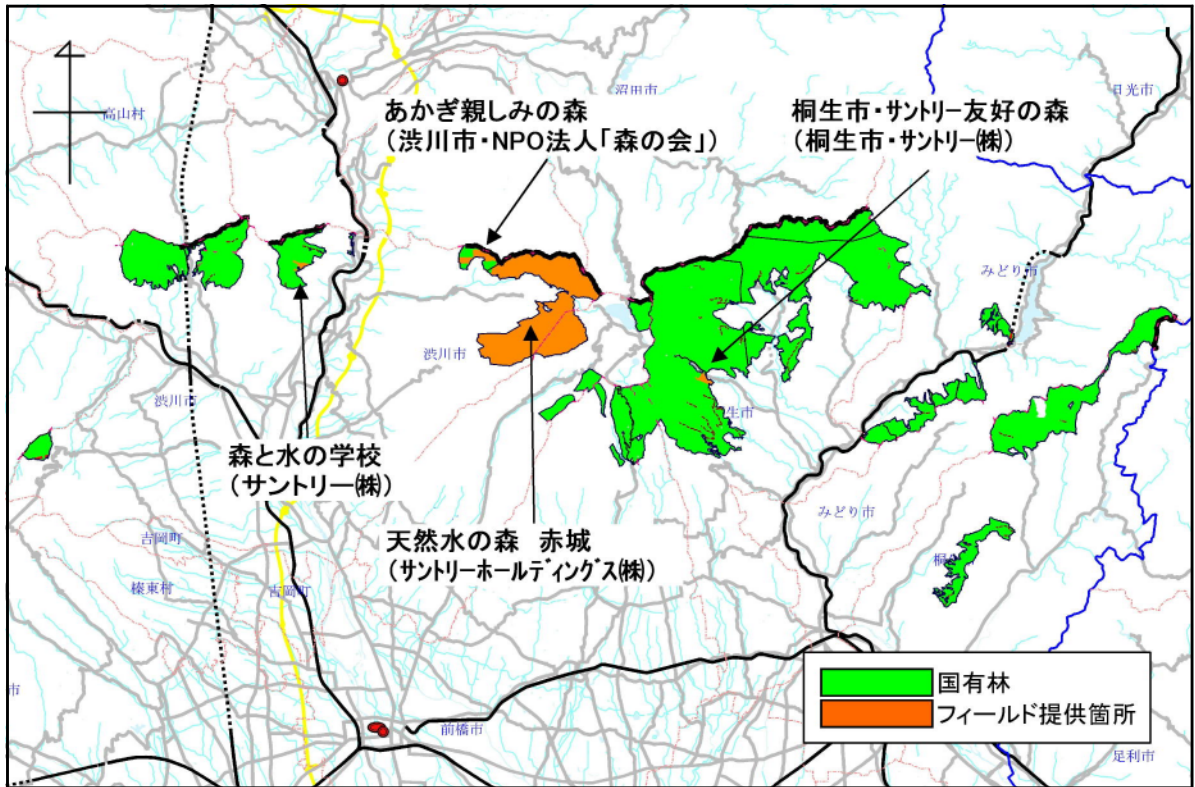 高山村
沼田市
日光市
あかぎ親しみの森
（渋川市・NPO法人「森の会」）
桐生市・サントリー友好の森
（桐生市・サントリー㈱）
みどり市
渋川市
渋川市
生市
森と水の学校
（サントリー㈱）
天然水の森　赤城
（サントリーホールディングス㈱）
みどり市
吉岡町
榛東村
吉岡町
桐
市
前橋市
足利市
国有林
フィールド提供箇所